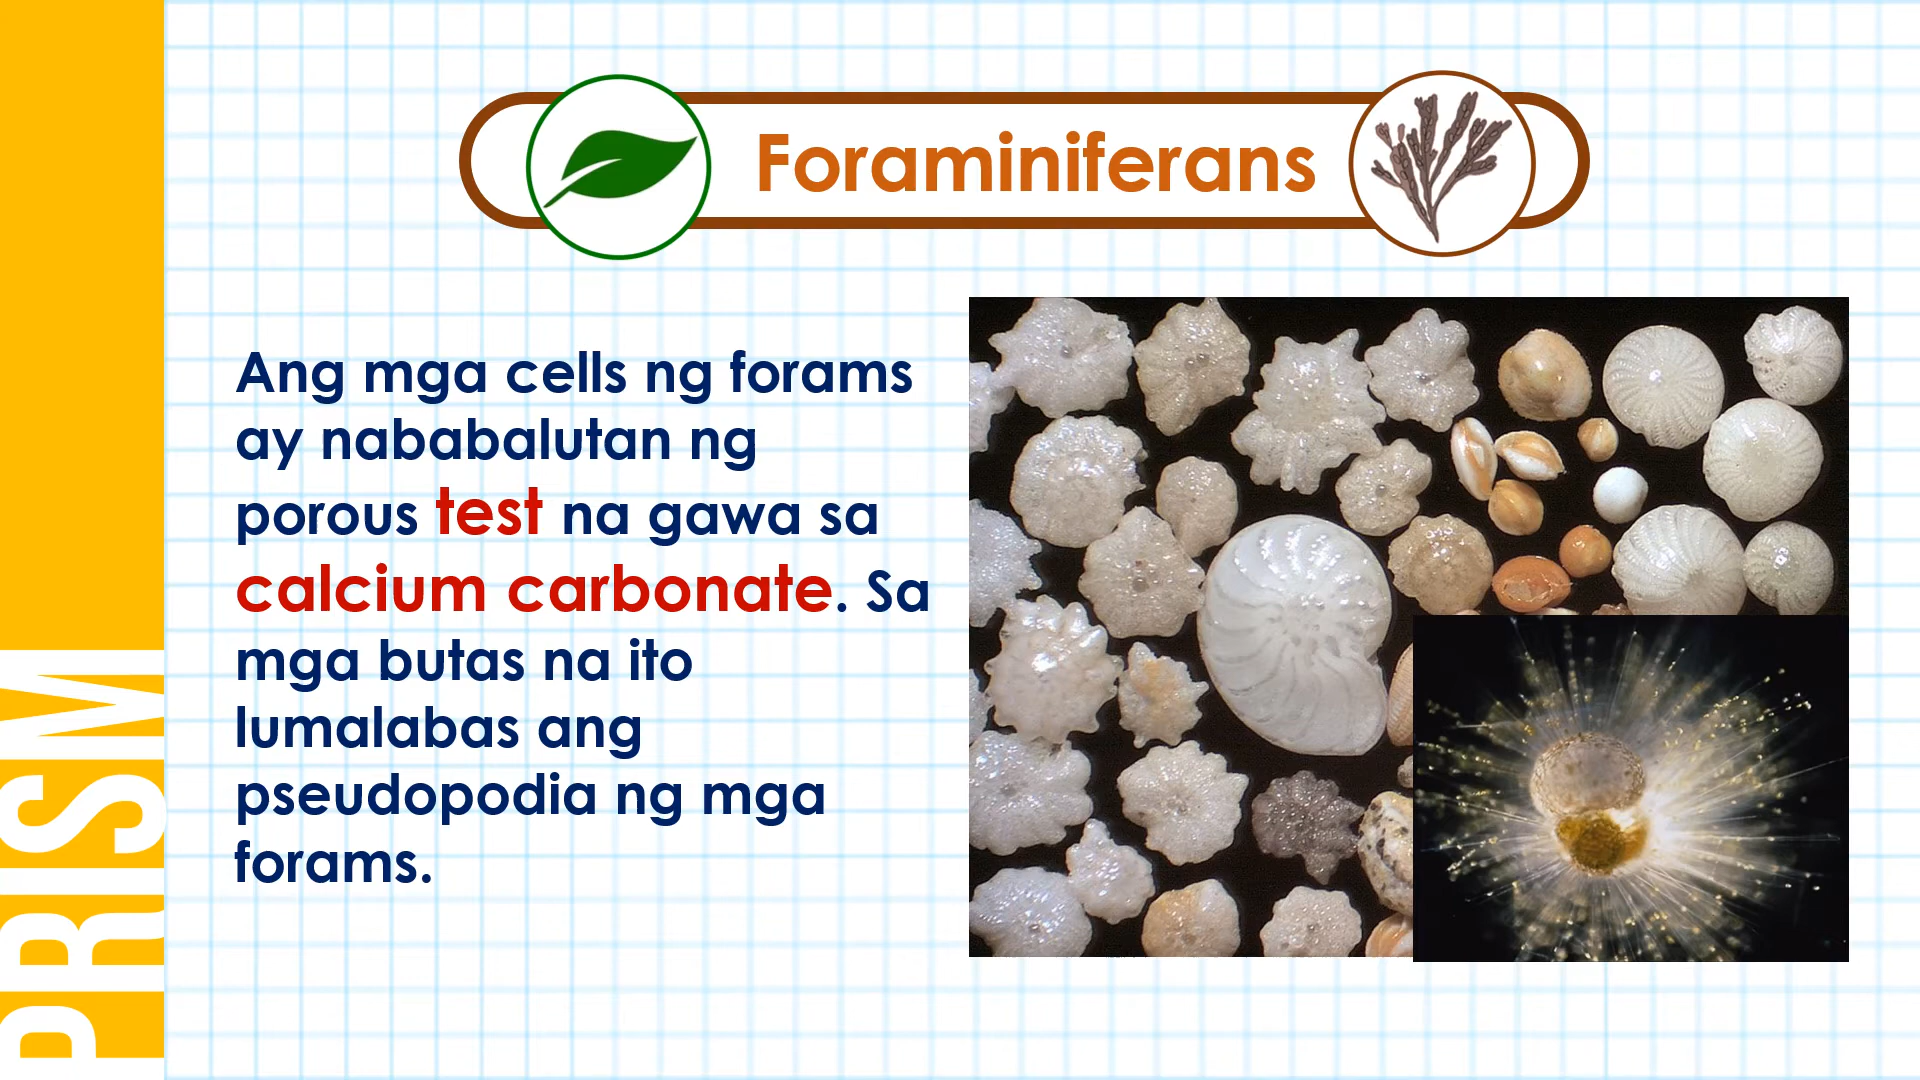 Foraminiferans
Ang mga cells ng forams
ay nababalutan ng
porous test na gawa sa
calcium carbonate. Sa
mga butas na ito
lumalabas ang
pseudopodia ng mga
forams.
PRISM